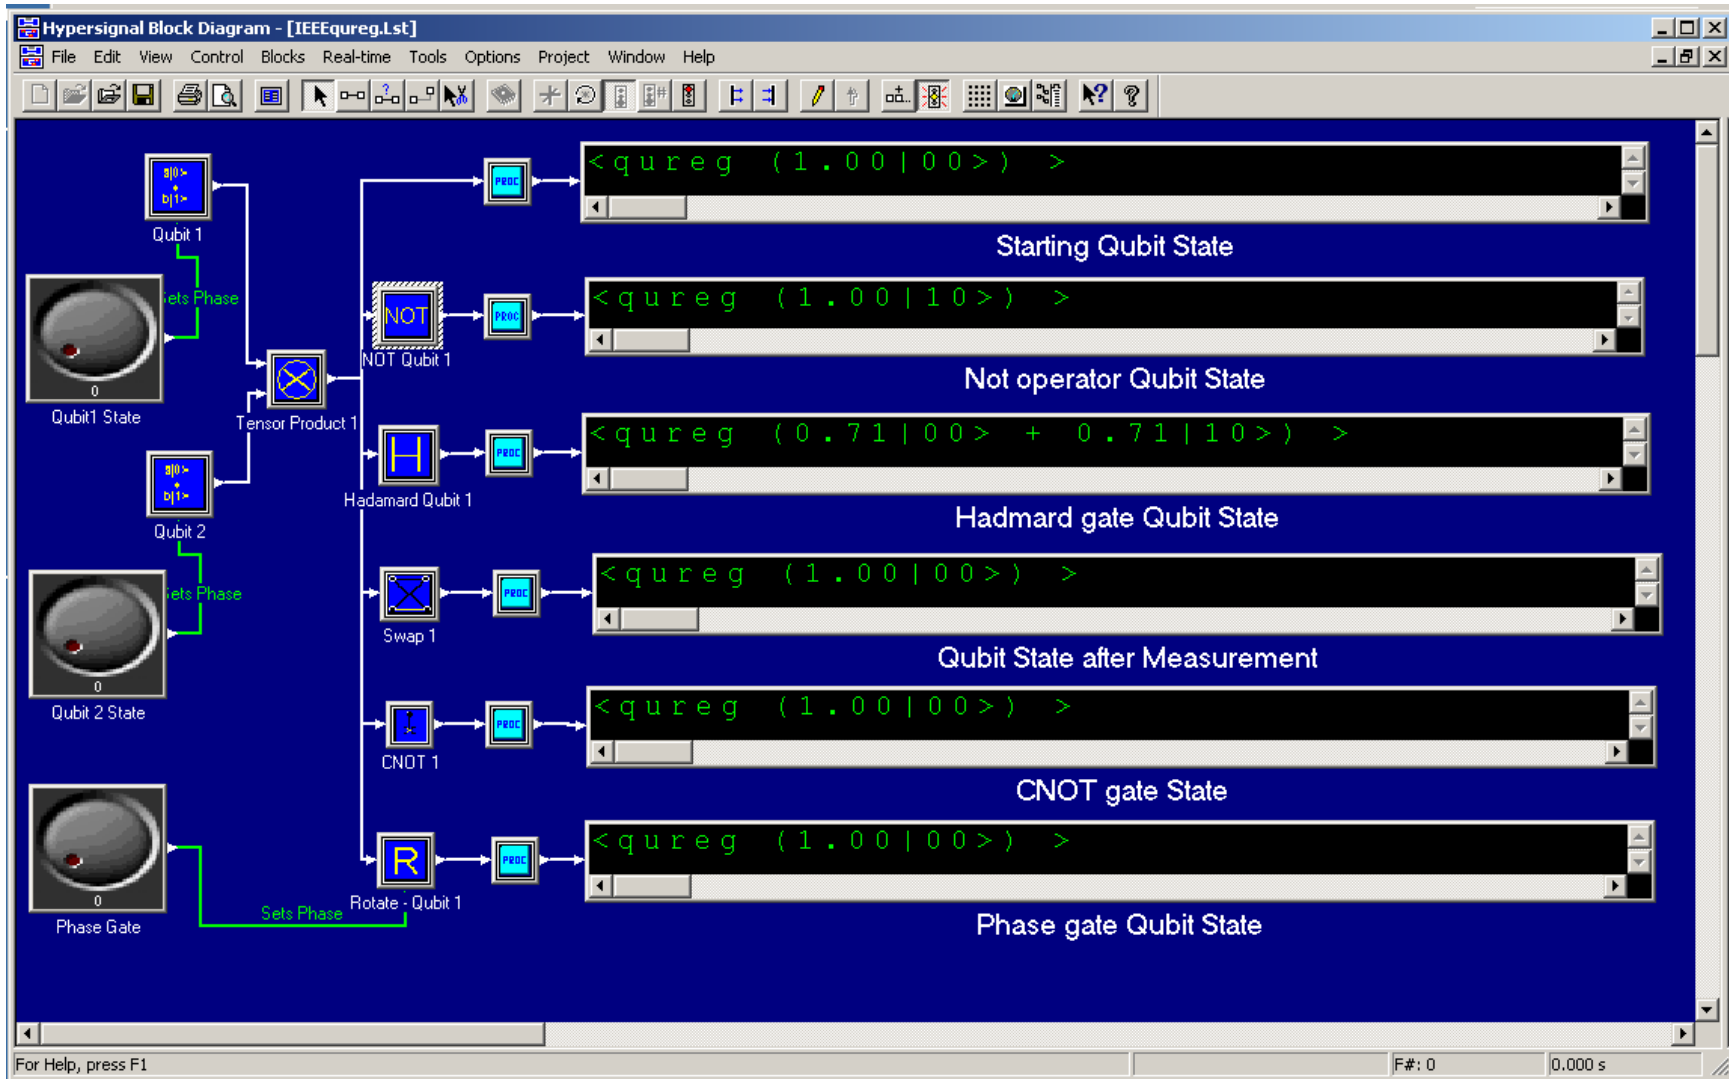 Hypersignal Block Diagram - [IEEEqureg.Lst]
File Edit View Control Blocks Real-time Tools Options Project Window Help
a|0>
+
b|1>
Qubit 1
PROC
<qureg (1.00|00>) >
Starting Qubit State
ets Phase
0
Qubit1 State
NOT
NOT Qubit 1
PROC
<qureg (1.00|10>) >
Not operator Qubit State
Tensor Product 1
H
Hadamard Qubit 1
PROC
<qureg (0.71|00> + 0.71|10>) >
Hadmard gate Qubit State
a|0>
+
b|1>
Qubit 2
ets Phase
0
Qubit 2 State
Swap 1
PROC
<qureg (1.00|00>) >
Qubit State after Measurement
CNOT 1
PROC
<qureg (1.00|00>) >
CNOT gate State
0
Phase Gate
Sets Phase
R
Rotate - Qubit 1
PROC
<qureg (1.00|00>) >
Phase gate Qubit State
For Help, press F1
F#: 0
0.000 s